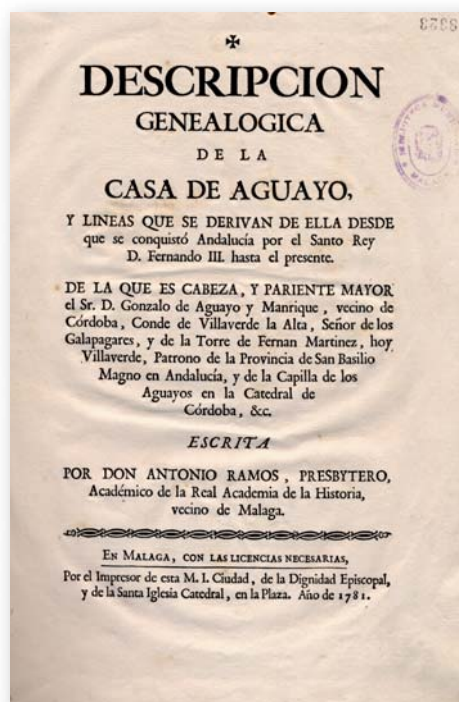 DESCRIPCION
GENEALOGICA
DE LA
CASA DE AGUAYO,
Y LINEAS QUE SE DERIVAN DE ELLA DESDE
que se conquistó Andalucía por el Santo Rey
D. Fernando III. hasta el presente.
DE LA QUE ES CABEZA, Y PARIENTE MAYOR
el Sr. D. Gonzalo de Aguayo y Manrique, vecino de
Córdoba, Conde de Villaverde la Alta, Señor de los
Galapagares, y de la Torre de Fernan Martinez, hoy
Villaverde, Patrono de la Provincia de San Basilio
Magno en Andalucía, y de la Capilla de los
Aguayos en la Catedral de
Córdoba, &c.
ESCRITA
POR DON ANTONIO RAMOS, PRESBYTERO,
Académico de la Real Academia de la Historia,
vecino de Malaga.
EN MALAGA, CON LAS LICENCIAS NECESARIAS,
Por el Impresor de esta M. I. Ciudad, de la Dignidad Episcopal,
y de la Santa Iglesia Catedral, en la Plaza. Año de 1781.